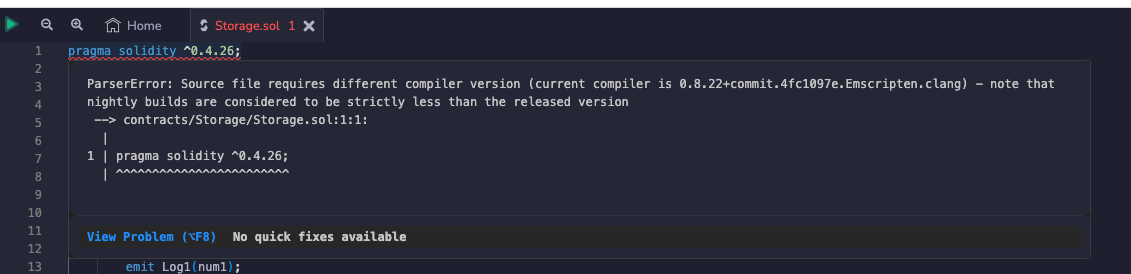 Home
Storage.sol 1
1 pragma solidity ^0.4.26;
2
3 ParserError: Source file requires different compiler version (current compiler is 0.8.22+commit.4fc1097e.Emscripten.clang) - note that
4 nightly builds are considered to be strictly less than the released version
5 --> contracts/Storage/Storage.sol:1:1:
6 |
7 1 | pragma solidity ^0.4.26;
8 | ^^^^^^^^^^^^^^^^^^^^^^^^
9
10
11 View Problem (⌥F8) No quick fixes available
12
13 emit Log1(num1);